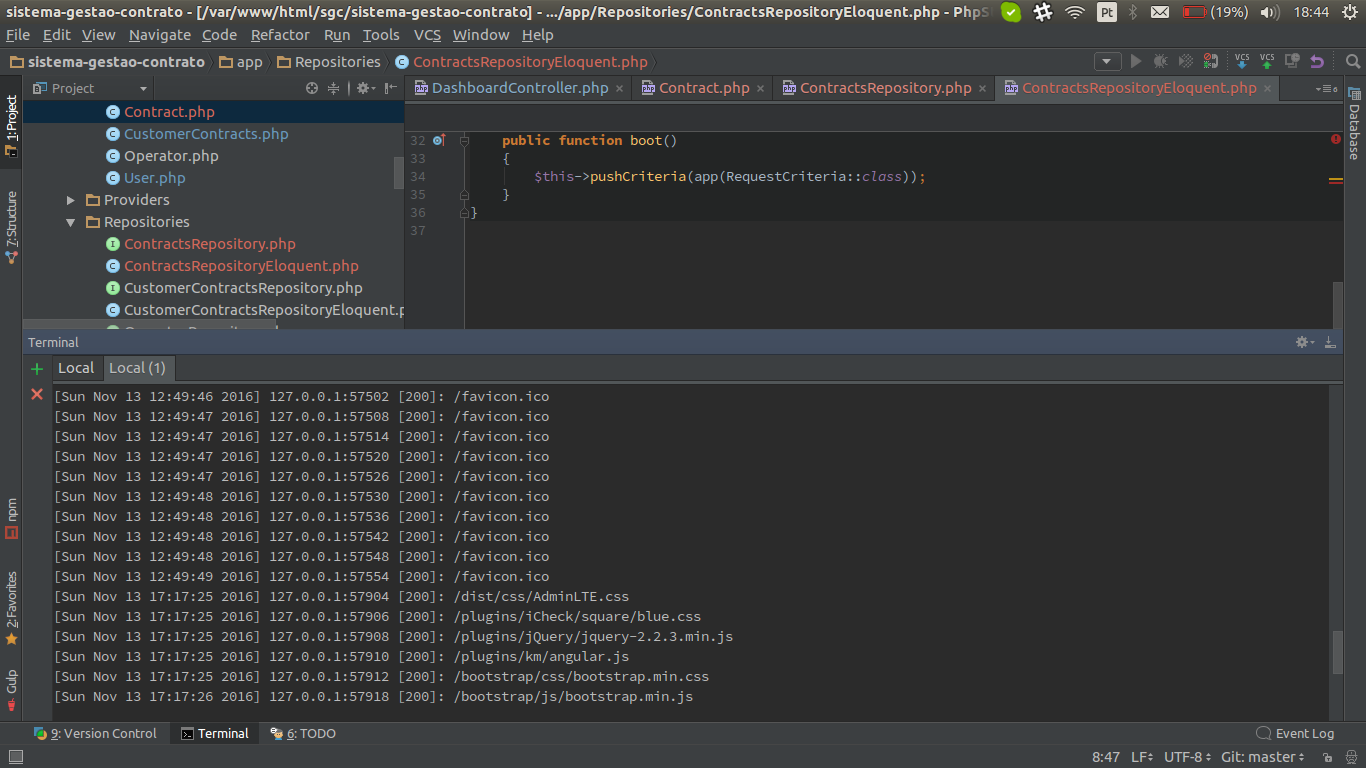 sistema-gestao-contrato - [/var/www/html/sgc/sistema-gestao-contrato] - .../app/Repositories/ContractsRepositoryEloquent.php - PhpS
Pt (19%) 18:44
File Edit View Navigate Code Refactor Run Tools VCS Window Help
sistema-gestao-contrato app Repositories ContractsRepositoryEloquent.php
VCS VCS
Project
DashboardController.php Contract.php ContractsRepository.php ContractsRepositoryEloquent.php
6
1: Project
7: Structure
npm
2: Favorites
Gulp
Database
Contract.php
CustomerContracts.php
Operator.php
User.php
Providers
Repositories
ContractsRepository.php
ContractsRepositoryEloquent.php
CustomerContractsRepository.php
CustomerContractsRepositoryEloquent.p
32 public function boot()
33 {
34 $this->pushCriteria(app(RequestCriteria::class));
35 }
36 }
37
Terminal
Local Local (1)
[Sun Nov 13 12:49:46 2016] 127.0.0.1:57502 [200]: /favicon.ico
[Sun Nov 13 12:49:47 2016] 127.0.0.1:57508 [200]: /favicon.ico
[Sun Nov 13 12:49:47 2016] 127.0.0.1:57514 [200]: /favicon.ico
[Sun Nov 13 12:49:47 2016] 127.0.0.1:57520 [200]: /favicon.ico
[Sun Nov 13 12:49:47 2016] 127.0.0.1:57526 [200]: /favicon.ico
[Sun Nov 13 12:49:48 2016] 127.0.0.1:57530 [200]: /favicon.ico
[Sun Nov 13 12:49:48 2016] 127.0.0.1:57536 [200]: /favicon.ico
[Sun Nov 13 12:49:48 2016] 127.0.0.1:57542 [200]: /favicon.ico
[Sun Nov 13 12:49:48 2016] 127.0.0.1:57548 [200]: /favicon.ico
[Sun Nov 13 12:49:49 2016] 127.0.0.1:57554 [200]: /favicon.ico
[Sun Nov 13 17:17:25 2016] 127.0.0.1:57904 [200]: /dist/css/AdminLTE.css
[Sun Nov 13 17:17:25 2016] 127.0.0.1:57906 [200]: /plugins/iCheck/square/blue.css
[Sun Nov 13 17:17:25 2016] 127.0.0.1:57908 [200]: /plugins/jQuery/jquery-2.2.3.min.js
[Sun Nov 13 17:17:25 2016] 127.0.0.1:57910 [200]: /plugins/km/angular.js
[Sun Nov 13 17:17:25 2016] 127.0.0.1:57912 [200]: /bootstrap/css/bootstrap.min.css
[Sun Nov 13 17:17:26 2016] 127.0.0.1:57918 [200]: /bootstrap/js/bootstrap.min.js
9: Version Control Terminal 6: TODO Event Log
8:47 LF UTF-8 Git: master